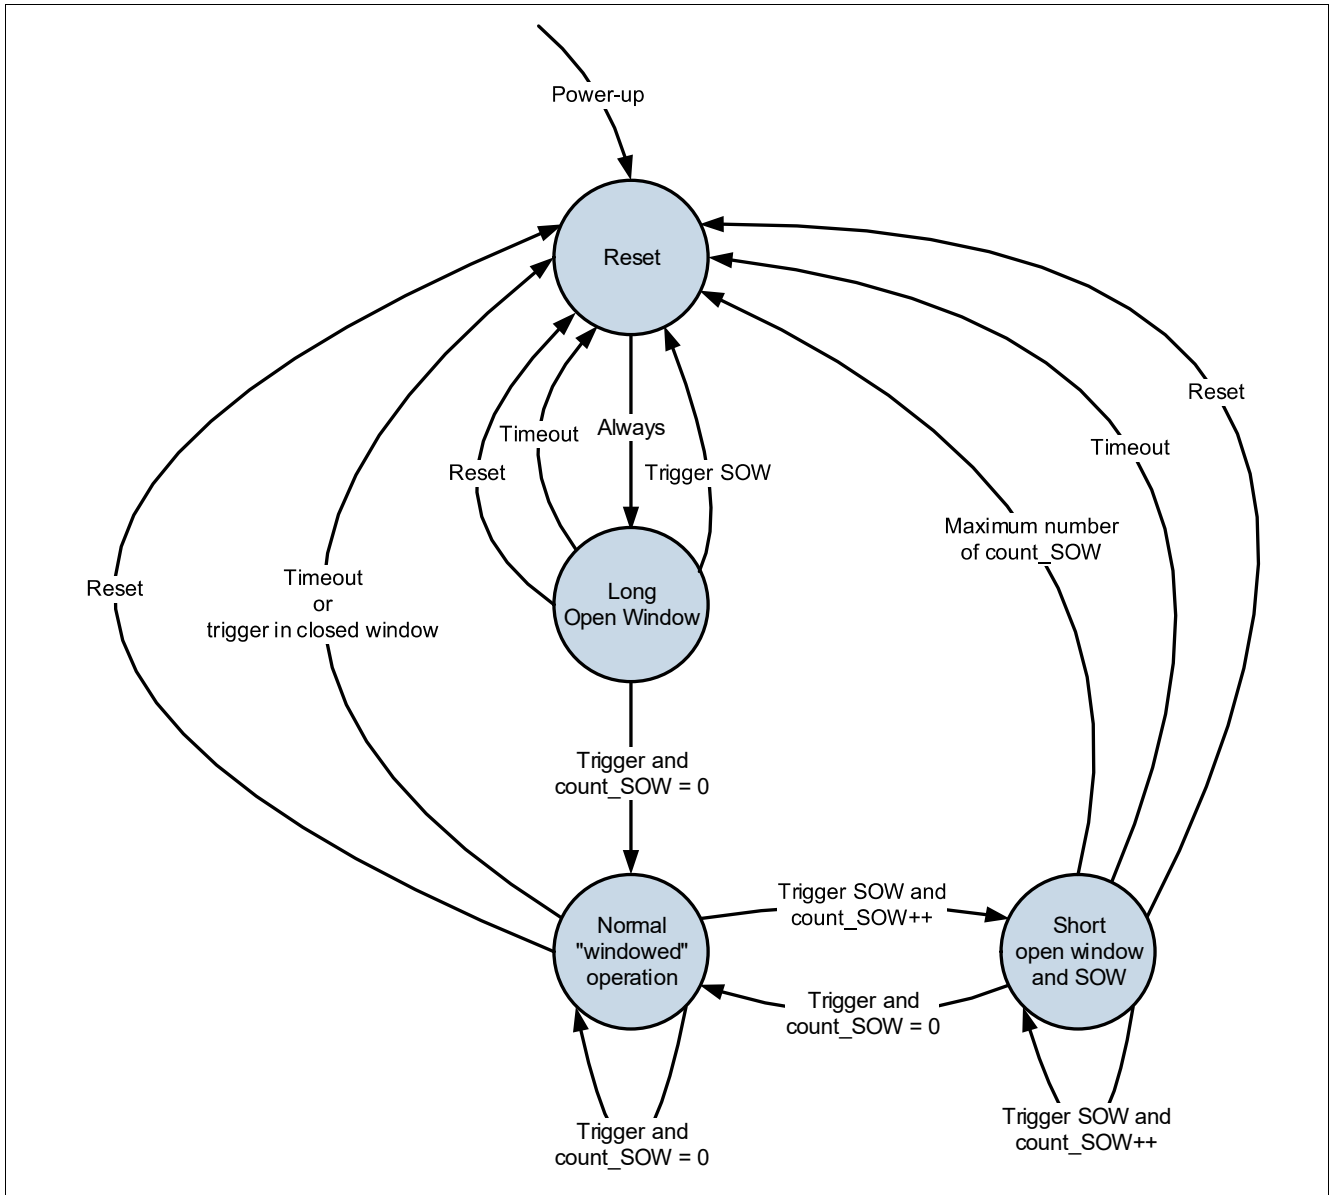 Power-up
Reset
Reset
Always
Timeout
Timeout
Trigger SOW
Reset
Maximum number
of count_SOW
Timeout
or
trigger in closed window
Reset
Long
Open Window
Trigger and
count_SOW = 0
Trigger SOW and
count_SOW++
Normal
"windowed"
operation
Short
open window
and SOW
Trigger and
count_SOW = 0
Trigger SOW and
count_SOW++
Trigger and
count_SOW = 0